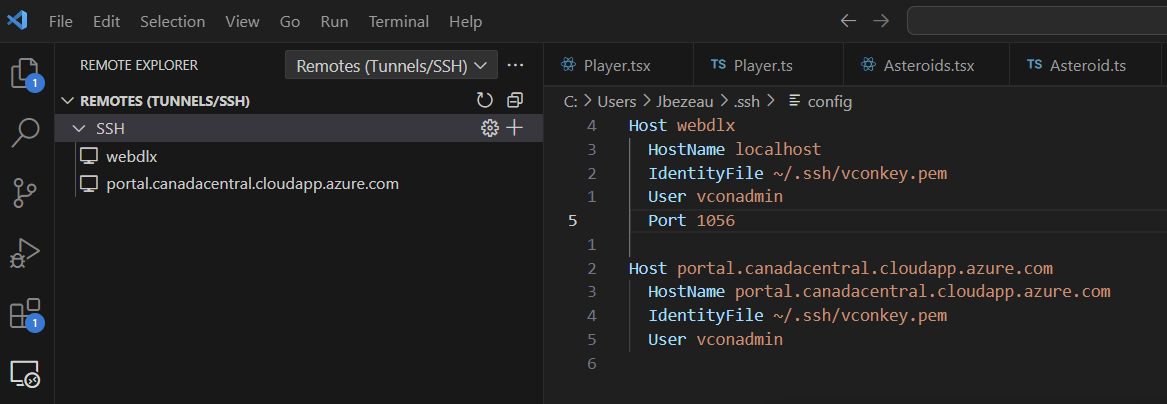 File Edit Selection View Go Run Terminal Help
REMOTE EXPLORER Remotes (Tunnels/SSH) ...
REMOTES (TUNNELS/SSH)
SSH
webdlx
portal.canadacentral.cloudapp.azure.com
1
1
Player.tsx TS Player.ts Asteroids.tsx TS Asteroid.ts
C: > Users > Jbezeau > .ssh > config
4 Host webdlx
3 HostName localhost
2 IdentityFile ~/.ssh/vconkey.pem
1 User vconadmin
5 Port 1056
1
2 Host portal.canadacentral.cloudapp.azure.com
3 HostName portal.canadacentral.cloudapp.azure.com
4 IdentityFile ~/.ssh/vconkey.pem
5 User vconadmin
6